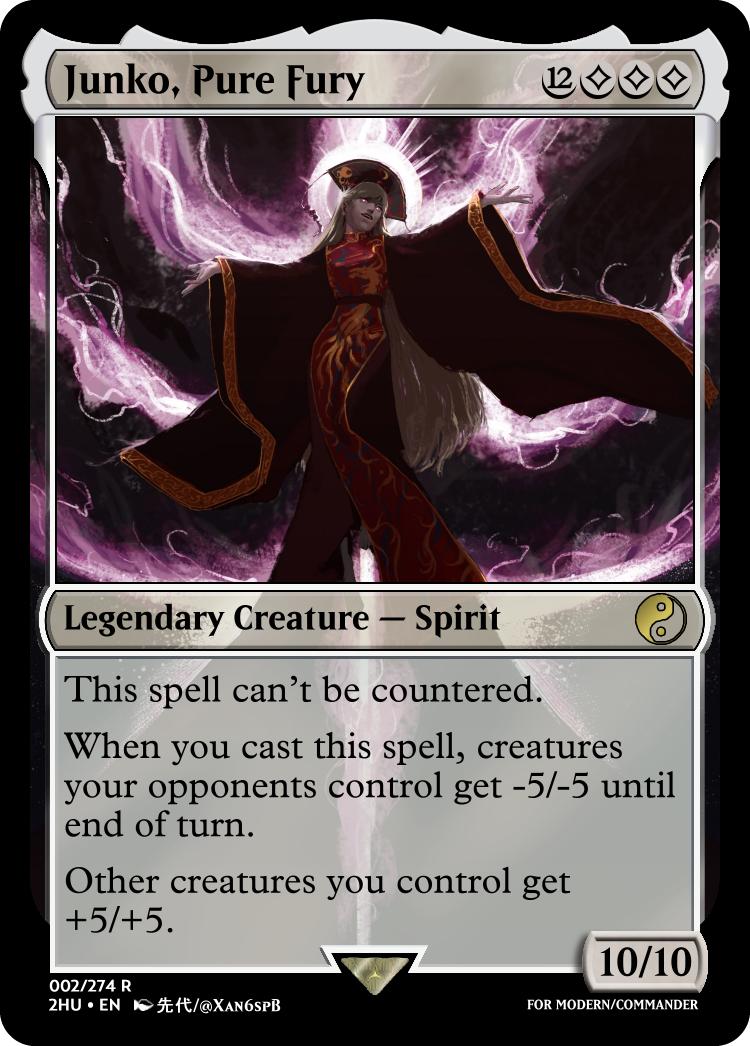 Junko, Pure Fury 12
Legendary Creature — Spirit
This spell can't be countered.
When you cast this spell, creatures
your opponents control get -5/-5 until
end of turn.
Other creatures you control get
+5/+5.
10/10
002/274 R
2HU • EN 先代/@Xan6spB
FOR MODERN/COMMANDER